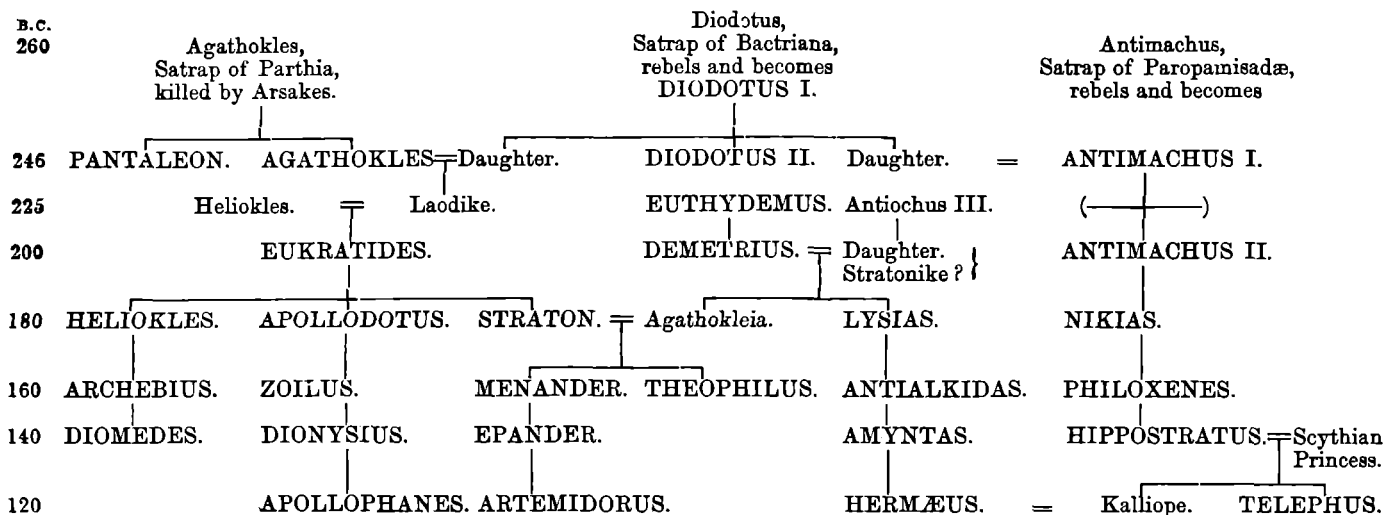 B.C.
260
Agathokles,
Satrap of Parthia,
killed by Arsakes.
Diodotus,
Satrap of Bactriana,
rebels and becomes
DIODOTUS I.
Antimachus,
Satrap of Paropamisadæ,
rebels and becomes
246 PANTALEON. AGATHOKLES=Daughter. DIODOTUS II. Daughter. = ANTIMACHUS I.
225 Heliokles. = Laodike. EUTHYDEMUS. Antiochus III. ( )
200 EUKRATIDES. DEMETRIUS. = Daughter. ANTIMACHUS II.
Stratonike ? }
180 HELIOKLES. APOLLODOTUS. STRATON. = Agathokleia. LYSIAS. NIKIAS.
160 ARCHEBIUS. ZOILUS. MENANDER. THEOPHILUS. ANTIALKIDAS. PHILOXENES.
140 DIOMEDES. DIONYSIUS. EPANDER. AMYNTAS. HIPPOSTRATUS.=Scythian
Princess.
120 APOLLOPHANES. ARTEMIDORUS. HERMÆUS. = Kalliope. TELEPHUS.